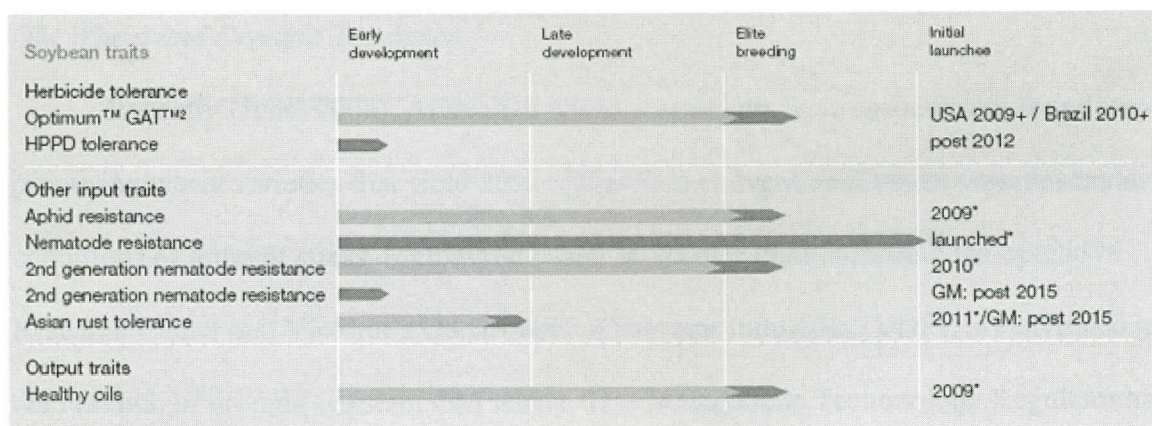 Soybean traits Early development Late development Elite breeding Initial launches
Herbicide tolerance
Optimum™ GAT™² USA 2009+ / Brazil 2010+
HPPD tolerance post 2012
Other input traits
Aphid resistance 2009*
Nematode resistance launched*
2nd generation nematode resistance 2010*
2nd generation nematode resistance GM: post 2015
Asian rust tolerance 2011*/GM: post 2015
Output traits
Healthy oils 2009*